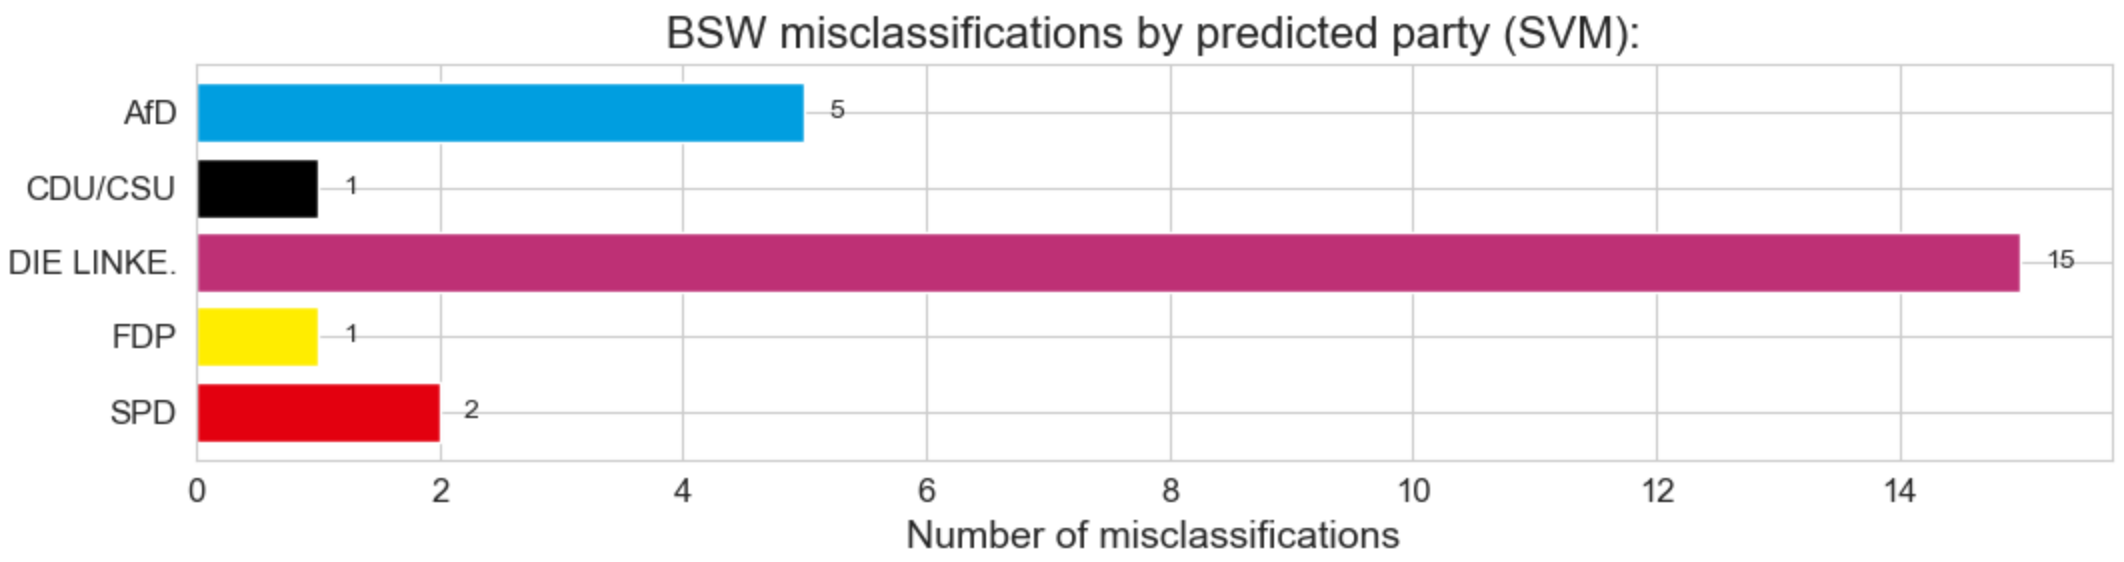 BSW misclassifications by predicted party (SVM):
AfD 5
CDU/CSU 1
DIE LINKE. 15
FDP 1
SPD 2
0 2 4 6 8 10 12 14
Number of misclassifications